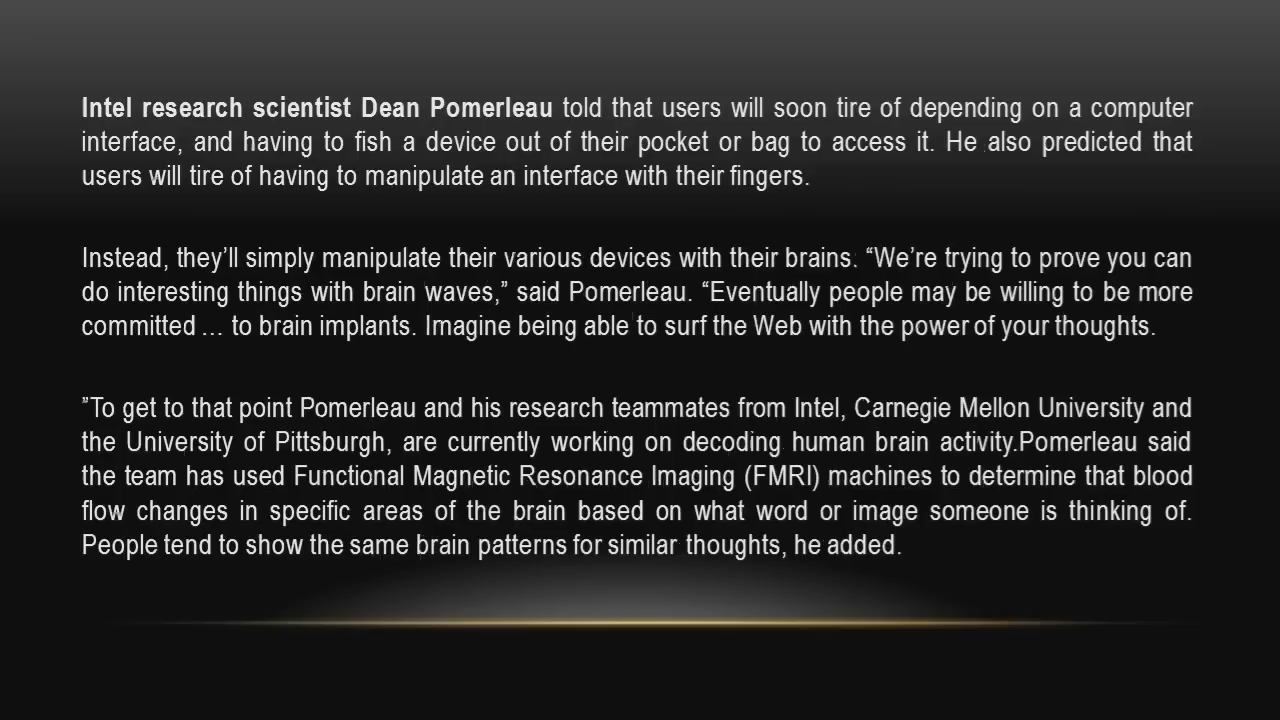 Intel research scientist Dean Pomerleau told that users will soon tire of depending on a computer
interface, and having to fish a device out of their pocket or bag to access it. He also predicted that
users will tire of having to manipulate an interface with their fingers.
Instead, they’ll simply manipulate their various devices with their brains. “We’re trying to prove you can
do interesting things with brain waves,” said Pomerleau. “Eventually people may be willing to be more
committed … to brain implants. Imagine being able to surf the Web with the power of your thoughts.
”To get to that point Pomerleau and his research teammates from Intel, Carnegie Mellon University and
the University of Pittsburgh, are currently working on decoding human brain activity.Pomerleau said
the team has used Functional Magnetic Resonance Imaging (FMRI) machines to determine that blood
flow changes in specific areas of the brain based on what word or image someone is thinking of.
People tend to show the same brain patterns for similar thoughts, he added.